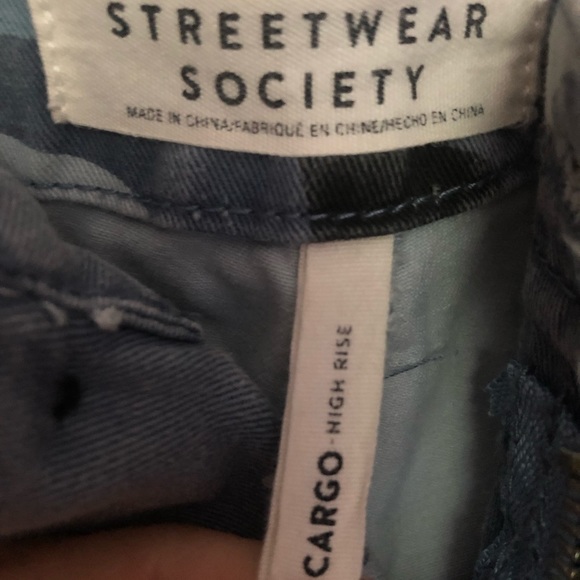 STREETWEAR
SOCIETY
MADE IN CHINA/FABRIQUÉ EN CHINE/HECHO EN CHINA
CARGO - HIGH RISE